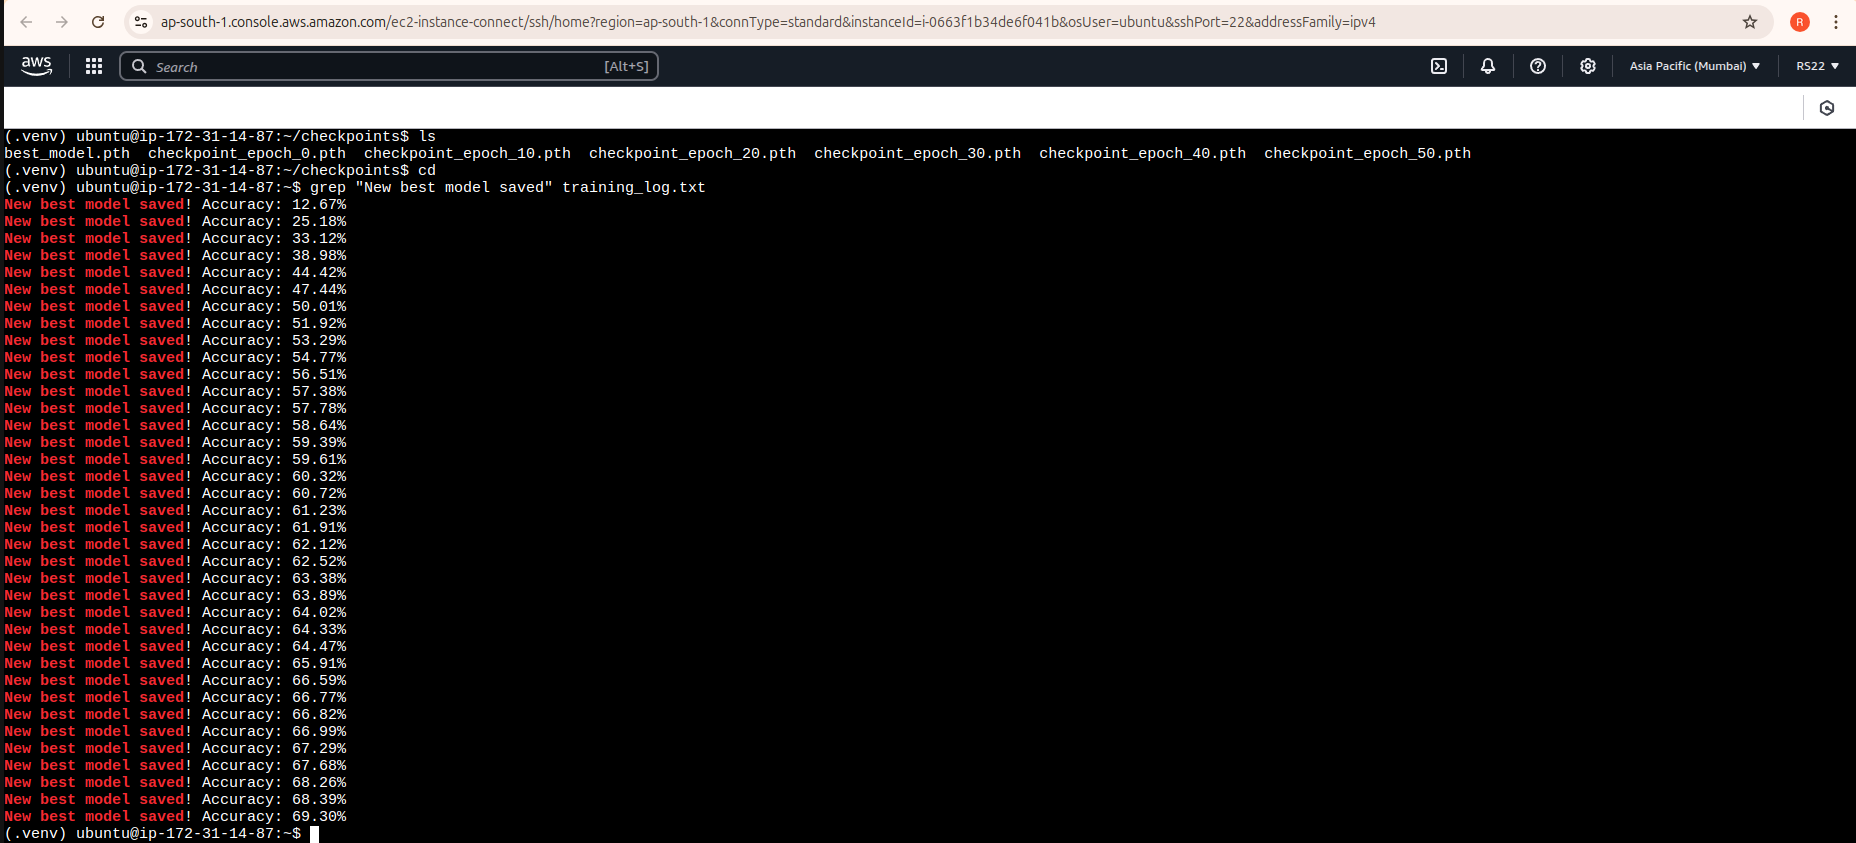 ap-south-1.console.aws.amazon.com/ec2-instance-connect/ssh/home?region=ap-south-1&connType=standard&instanceId=i-0663f1b34de6f041b&osUser=ubuntu&sshPort=22&addressFamily=ipv4
R
aws
Search
[Alt+S]
Asia Pacific (Mumbai)
RS22
(.venv) ubuntu@ip-172-31-14-87:~/checkpoints$ ls
best_model.pth  checkpoint_epoch_0.pth  checkpoint_epoch_10.pth  checkpoint_epoch_20.pth  checkpoint_epoch_30.pth  checkpoint_epoch_40.pth  checkpoint_epoch_50.pth
(.venv) ubuntu@ip-172-31-14-87:~/checkpoints$ cd
(.venv) ubuntu@ip-172-31-14-87:~$ grep "New best model saved" training_log.txt
New best model saved! Accuracy: 12.67%
New best model saved! Accuracy: 25.18%
New best model saved! Accuracy: 33.12%
New best model saved! Accuracy: 38.98%
New best model saved! Accuracy: 44.42%
New best model saved! Accuracy: 47.44%
New best model saved! Accuracy: 50.01%
New best model saved! Accuracy: 51.92%
New best model saved! Accuracy: 53.29%
New best model saved! Accuracy: 54.77%
New best model saved! Accuracy: 56.51%
New best model saved! Accuracy: 57.38%
New best model saved! Accuracy: 57.78%
New best model saved! Accuracy: 58.64%
New best model saved! Accuracy: 59.39%
New best model saved! Accuracy: 59.61%
New best model saved! Accuracy: 60.32%
New best model saved! Accuracy: 60.72%
New best model saved! Accuracy: 61.23%
New best model saved! Accuracy: 61.91%
New best model saved! Accuracy: 62.12%
New best model saved! Accuracy: 62.52%
New best model saved! Accuracy: 63.38%
New best model saved! Accuracy: 63.89%
New best model saved! Accuracy: 64.02%
New best model saved! Accuracy: 64.33%
New best model saved! Accuracy: 64.47%
New best model saved! Accuracy: 65.91%
New best model saved! Accuracy: 66.59%
New best model saved! Accuracy: 66.77%
New best model saved! Accuracy: 66.82%
New best model saved! Accuracy: 66.99%
New best model saved! Accuracy: 67.29%
New best model saved! Accuracy: 67.68%
New best model saved! Accuracy: 68.26%
New best model saved! Accuracy: 68.39%
New best model saved! Accuracy: 69.30%
(.venv) ubuntu@ip-172-31-14-87:~$